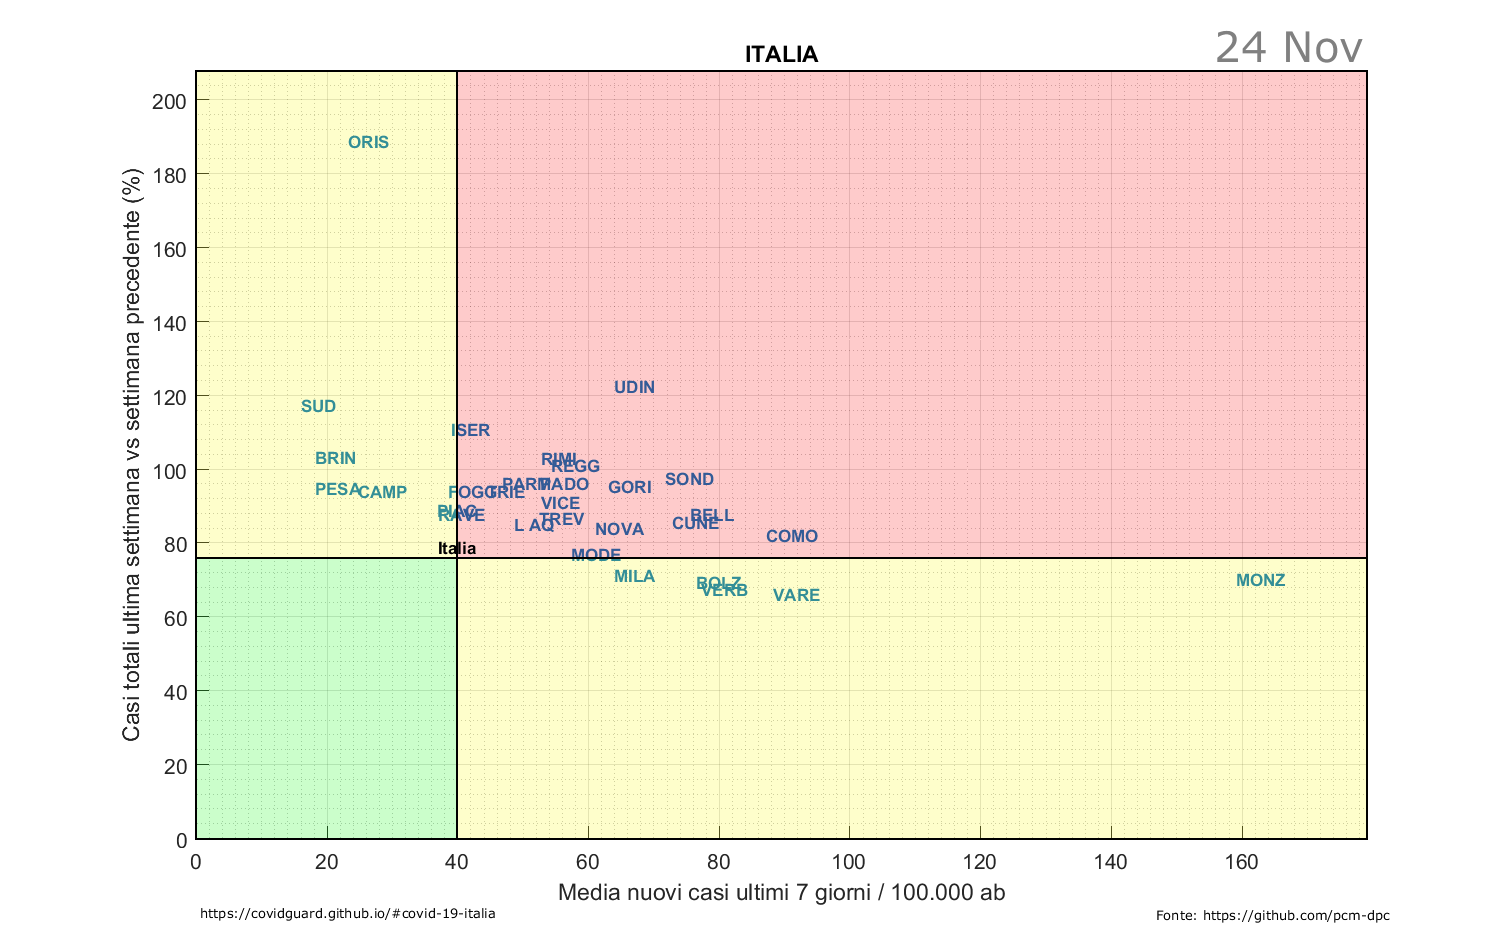 24 Nov
ITALIA
Casi totali ultima settimana vs settimana precedente (%)
200
180
160
140
120
100
80
60
40
20
0
ORIS
UDIN
SUD
ISER
BRIN
RIMI
REGG
SOND
PESA
CAMP
FOGG
TRIE
PARM
PADO
GORI
VICE
PIAC
RAVE
L AQ
TREV
NOVA
CUNE
BELL
COMO
Italia
MODE
MILA
BOLZ
VERB
VARE
MONZ
0 20 40 60 80 100 120 140 160
Media nuovi casi ultimi 7 giorni / 100.000 ab
https://covidguard.github.io/#covid-19-italia
Fonte: https://github.com/pcm-dpc